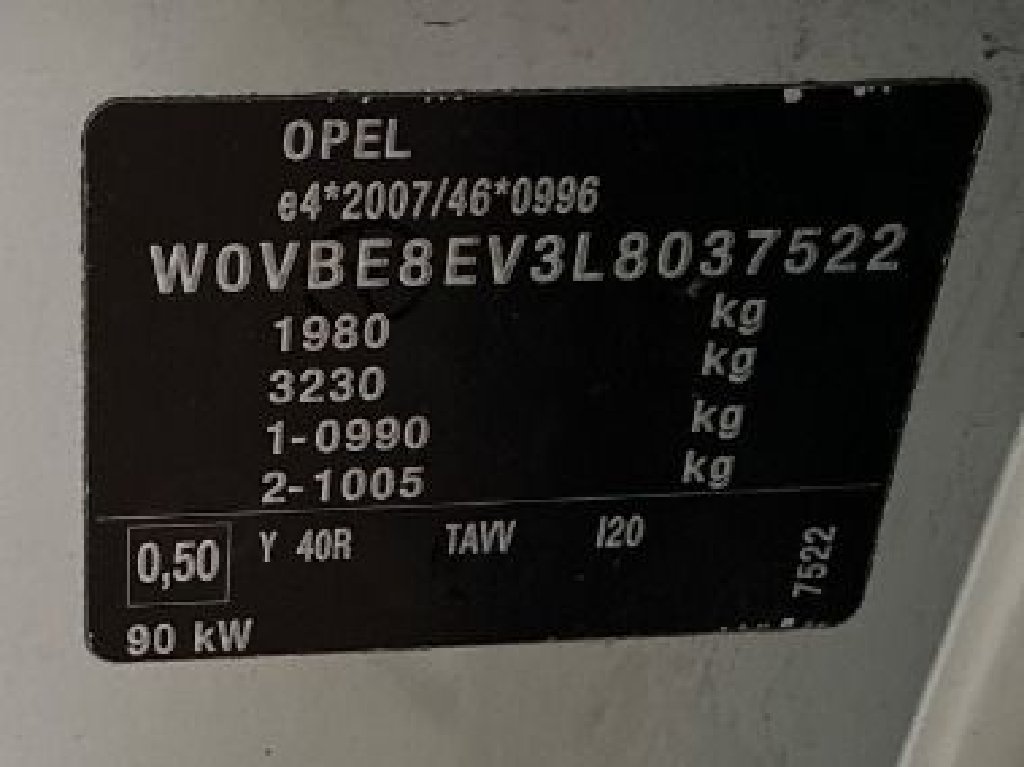 OPEL
e4*2007/46*0996
W0VBE8EV3L8037522
1980 kg
3230 kg
1-0990 kg
2-1005 kg
0,50 Y 40R TAVV I20 7522
90 kW